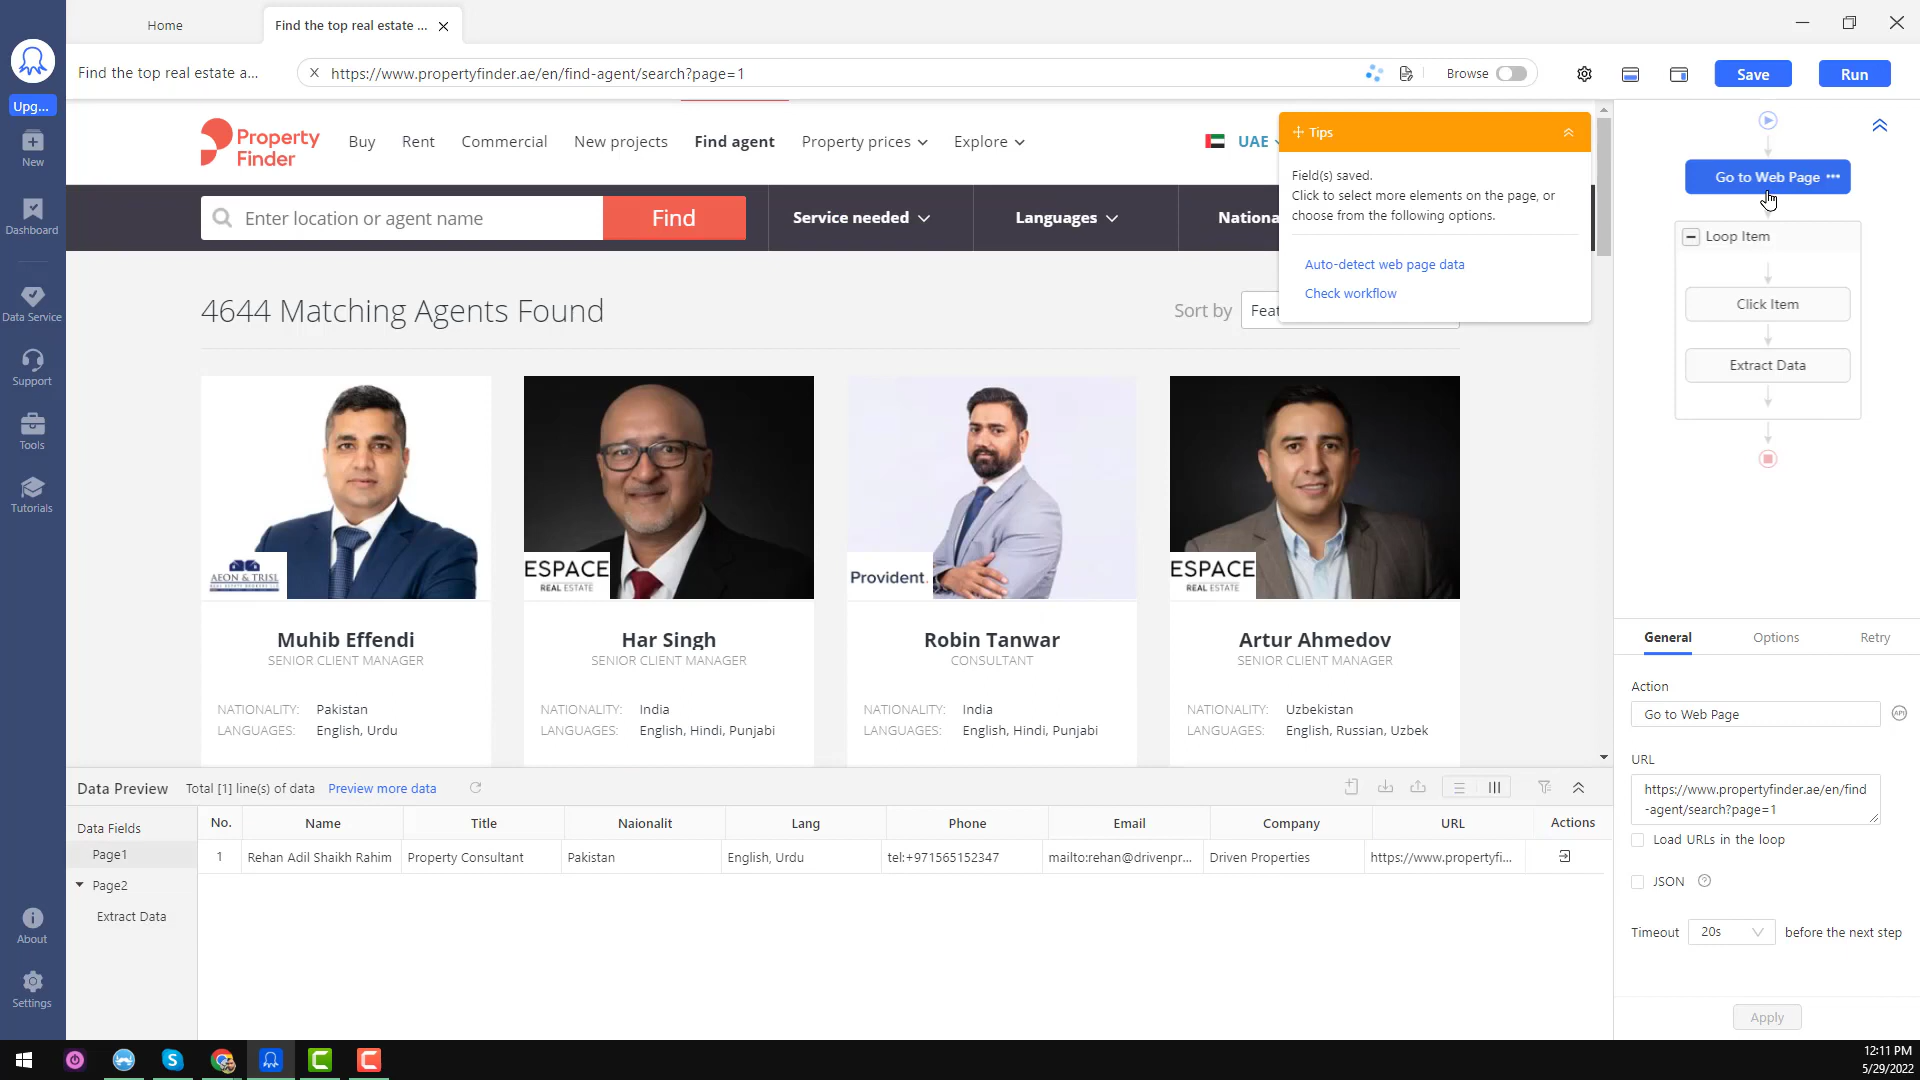 Home
Find the top real estate ...
Find the top real estate a...
https://www.propertyfinder.ae/en/find-agent/search?page=1
Browse
Save
Run
Upg...
New
Dashboard
Data Service
Support
Tools
Tutorials
About
Settings
Property
Finder
Buy
Rent
Commercial
New projects
Find agent
Property prices
Explore
UAE
Enter location or agent name
Find
Service needed
Languages
Nationa
Tips
Field(s) saved.
Click to select more elements on the page, or
choose from the following options.
Auto-detect web page data
Check workflow
4644 Matching Agents Found
Sort by
Feat
AEON & TRISL
ESPACE
REAL ESTATE
Provident.
ESPACE
REAL ESTATE
Muhib Effendi
SENIOR CLIENT MANAGER
NATIONALITY: Pakistan
LANGUAGES: English, Urdu
Har Singh
SENIOR CLIENT MANAGER
NATIONALITY: India
LANGUAGES: English, Hindi, Punjabi
Robin Tanwar
CONSULTANT
NATIONALITY: India
LANGUAGES: English, Hindi, Punjabi
Artur Ahmedov
SENIOR CLIENT MANAGER
NATIONALITY: Uzbekistan
LANGUAGES: English, Russian, Uzbek
Go to Web Page
Loop Item
Click Item
Extract Data
General
Options
Retry
Action
Go to Web Page
API
URL
https://www.propertyfinder.ae/en/find
-agent/search?page=1
Load URLs in the loop
JSON
Timeout 20s before the next step
Apply
Data Preview
Total [1] line(s) of data
Preview more data
Data Fields
Page1
Page2
Extract Data
No. Name Title Naionalit Lang Phone Email Company URL Actions
1 Rehan Adil Shaikh Rahim Property Consultant Pakistan English, Urdu tel:+971565152347 mailto:rehan@drivenpr... Driven Properties https://www.propertyfi...
12:11 PM
5/29/2022